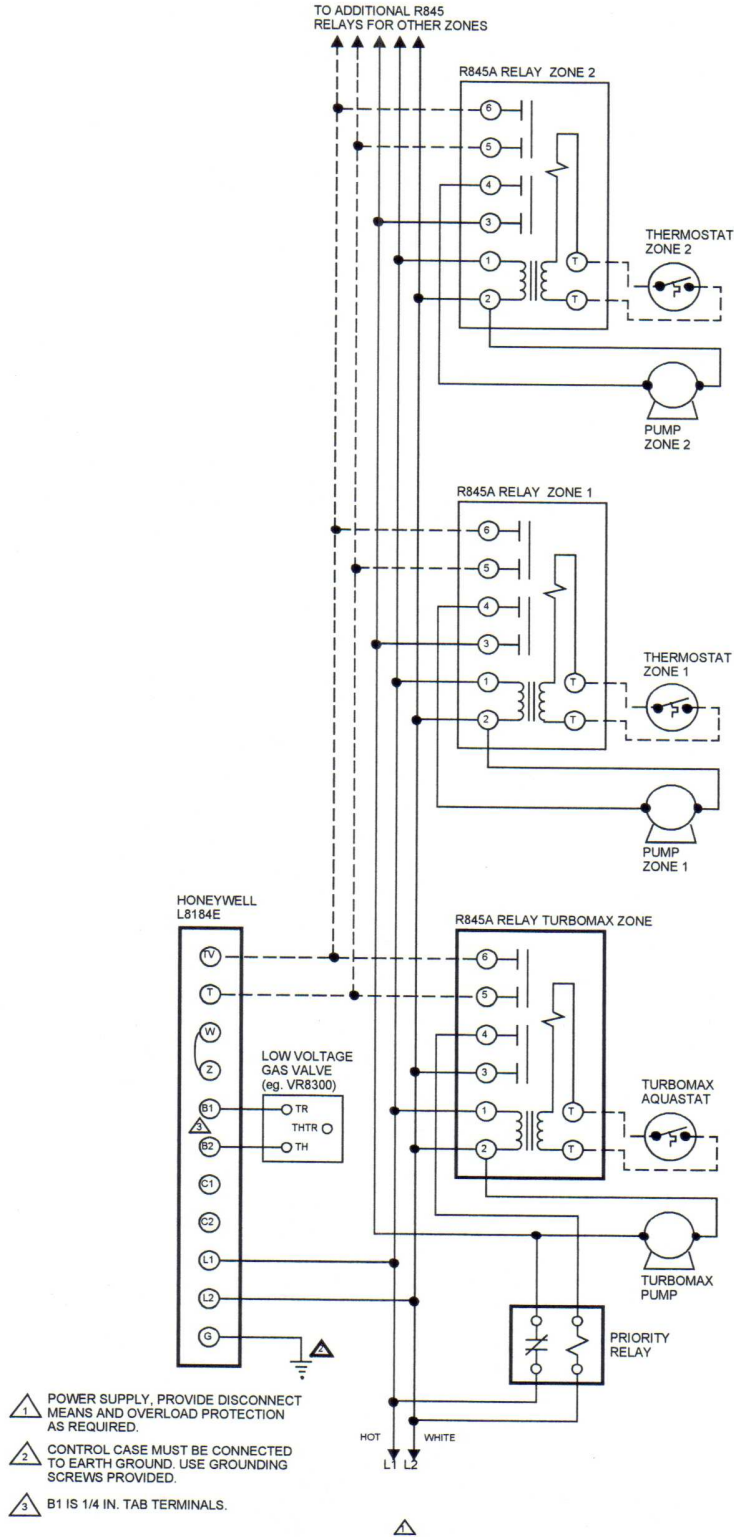 TO ADDITIONAL R845
RELAYS FOR OTHER ZONES
R845A RELAY ZONE 2
6
5
4
3
1
T
2
T
THERMOSTAT
ZONE 2
PUMP
ZONE 2
R845A RELAY ZONE 1
6
5
4
3
1
T
2
T
THERMOSTAT
ZONE 1
PUMP
ZONE 1
HONEYWELL
L8184E
TV
T
W
Z
B1
3
B2
C1
C2
L1
L2
G
2
LOW VOLTAGE
GAS VALVE
(eg. VR8300)
TR
THTR
TH
R845A RELAY TURBOMAX ZONE
6
5
4
3
1
T
2
T
TURBOMAX
AQUASTAT
TURBOMAX
PUMP
PRIORITY
RELAY
HOT
WHITE
L1 L2
1
1 POWER SUPPLY, PROVIDE DISCONNECT
MEANS AND OVERLOAD PROTECTION
AS REQUIRED.
2 CONTROL CASE MUST BE CONNECTED
TO EARTH GROUND. USE GROUNDING
SCREWS PROVIDED.
3 B1 IS 1/4 IN. TAB TERMINALS.